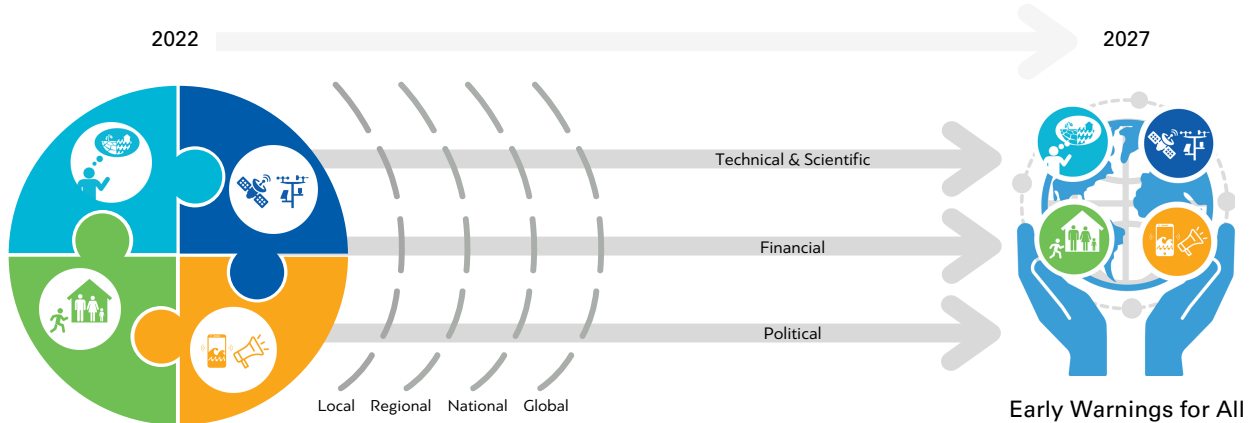 2022
2027
Technical & Scientific
Financial
Political
Local Regional National Global
Early Warnings for All